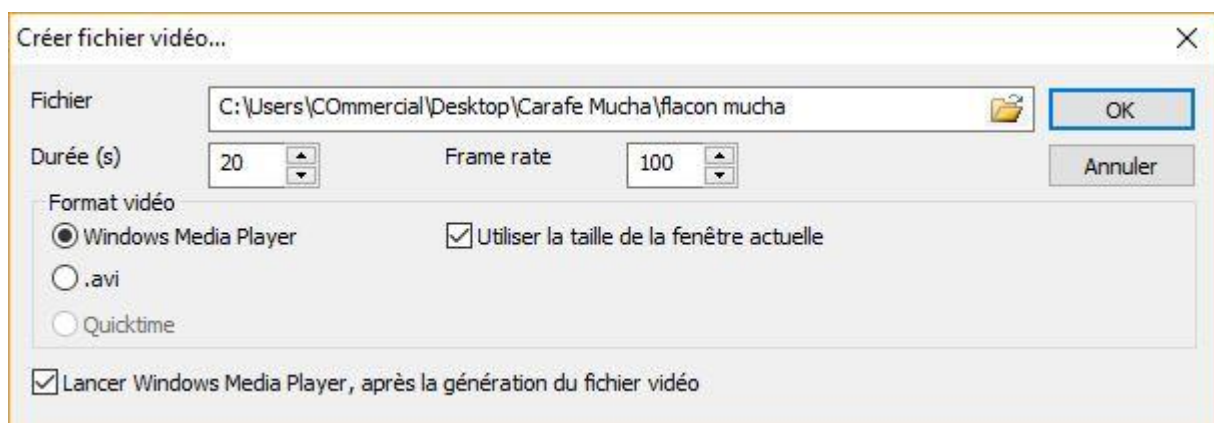 Créer fichier vidéo...
Fichier C:\Users\COmmercial\Desktop\Carafe Mucha\flacon mucha OK
Durée (s) 20 Frame rate 100 Annuler
Format vidéo
Windows Media Player Utiliser la taille de la fenêtre actuelle
.avi
Quicktime
Lancer Windows Media Player, après la génération du fichier vidéo